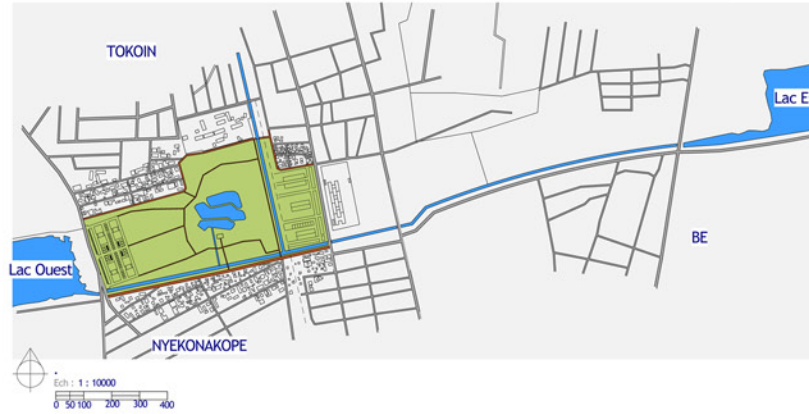 TOKOIN
Lac E
BE
Lac Ouest
NYEKONAKOPE
Ech : 1 : 10000
0 50 100 200 300 400